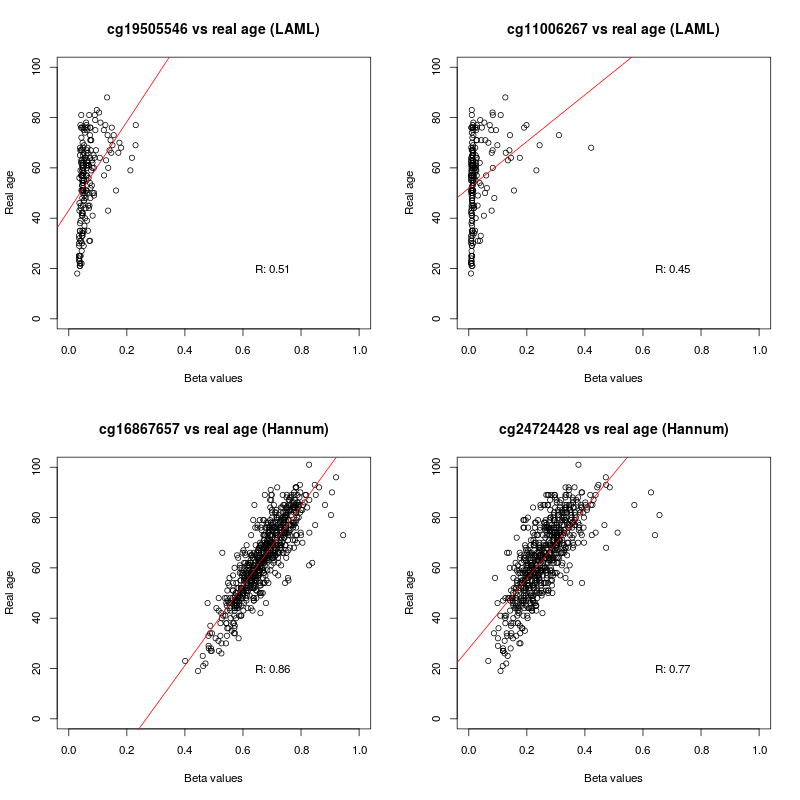 cg19505546 vs real age (LAML)
Real age
0 20 40 60 80 100
R: 0.51
0.0 0.2 0.4 0.6 0.8 1.0
Beta values
cg11006267 vs real age (LAML)
Real age
0 20 40 60 80 100
R: 0.45
0.0 0.2 0.4 0.6 0.8 1.0
Beta values
cg16867657 vs real age (Hannum)
Real age
0 20 40 60 80 100
R: 0.86
0.0 0.2 0.4 0.6 0.8 1.0
Beta values
cg24724428 vs real age (Hannum)
Real age
0 20 40 60 80 100
R: 0.77
0.0 0.2 0.4 0.6 0.8 1.0
Beta values